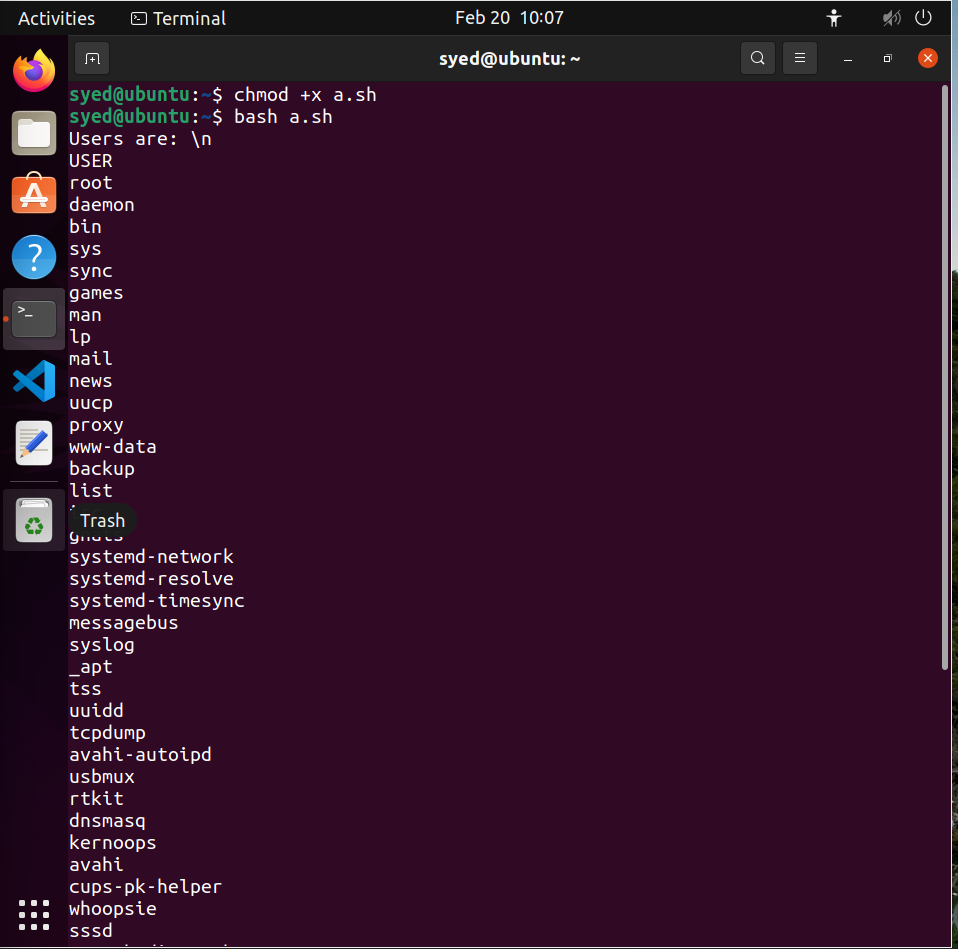 Activities Terminal Feb 20 10:07
syed@ubuntu: ~
syed@ubuntu:~$ chmod +x a.sh
syed@ubuntu:~$ bash a.sh
Users are: \n
USER
root
daemon
bin
sys
sync
games
man
lp
mail
news
uucp
proxy
www-data
backup
list
Trash
gnats
systemd-network
systemd-resolve
systemd-timesync
messagebus
syslog
_apt
tss
uuidd
tcpdump
avahi-autoipd
usbmux
rtkit
dnsmasq
kernoops
avahi
cups-pk-helper
whoopsie
sssd